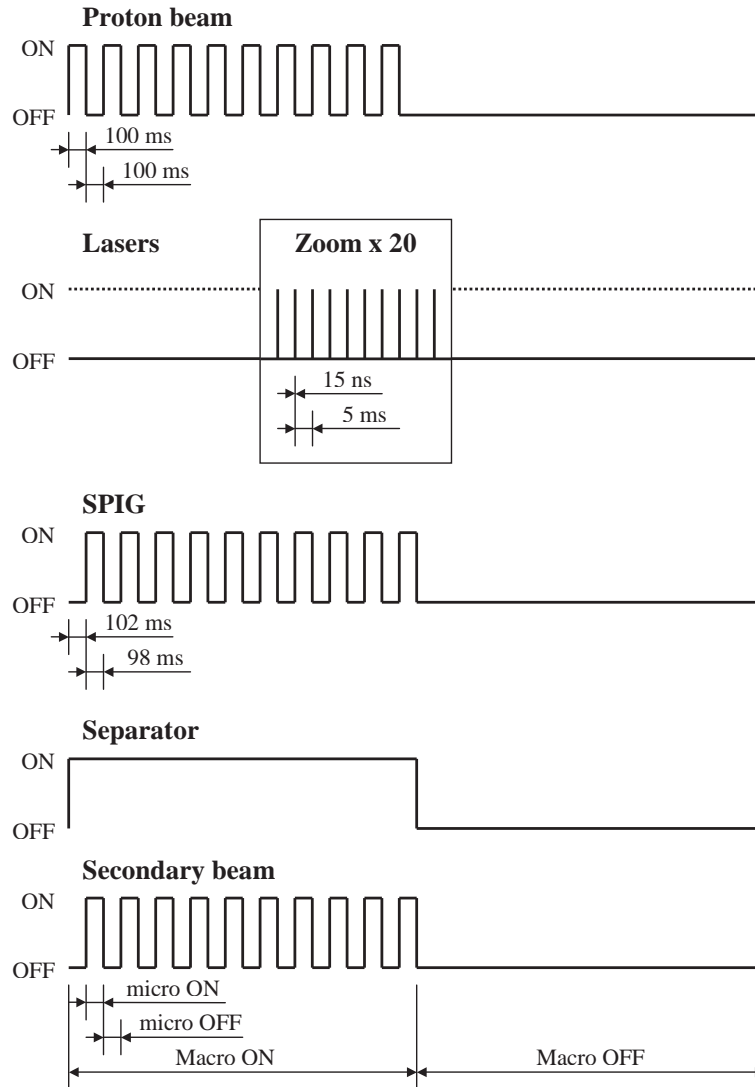 Proton beam
ON
OFF
100 ms
100 ms
Lasers
Zoom x 20
ON
OFF
15 ns
5 ms
SPIG
ON
OFF
102 ms
98 ms
Separator
ON
OFF
Secondary beam
ON
OFF
micro ON
micro OFF
Macro ON Macro OFF